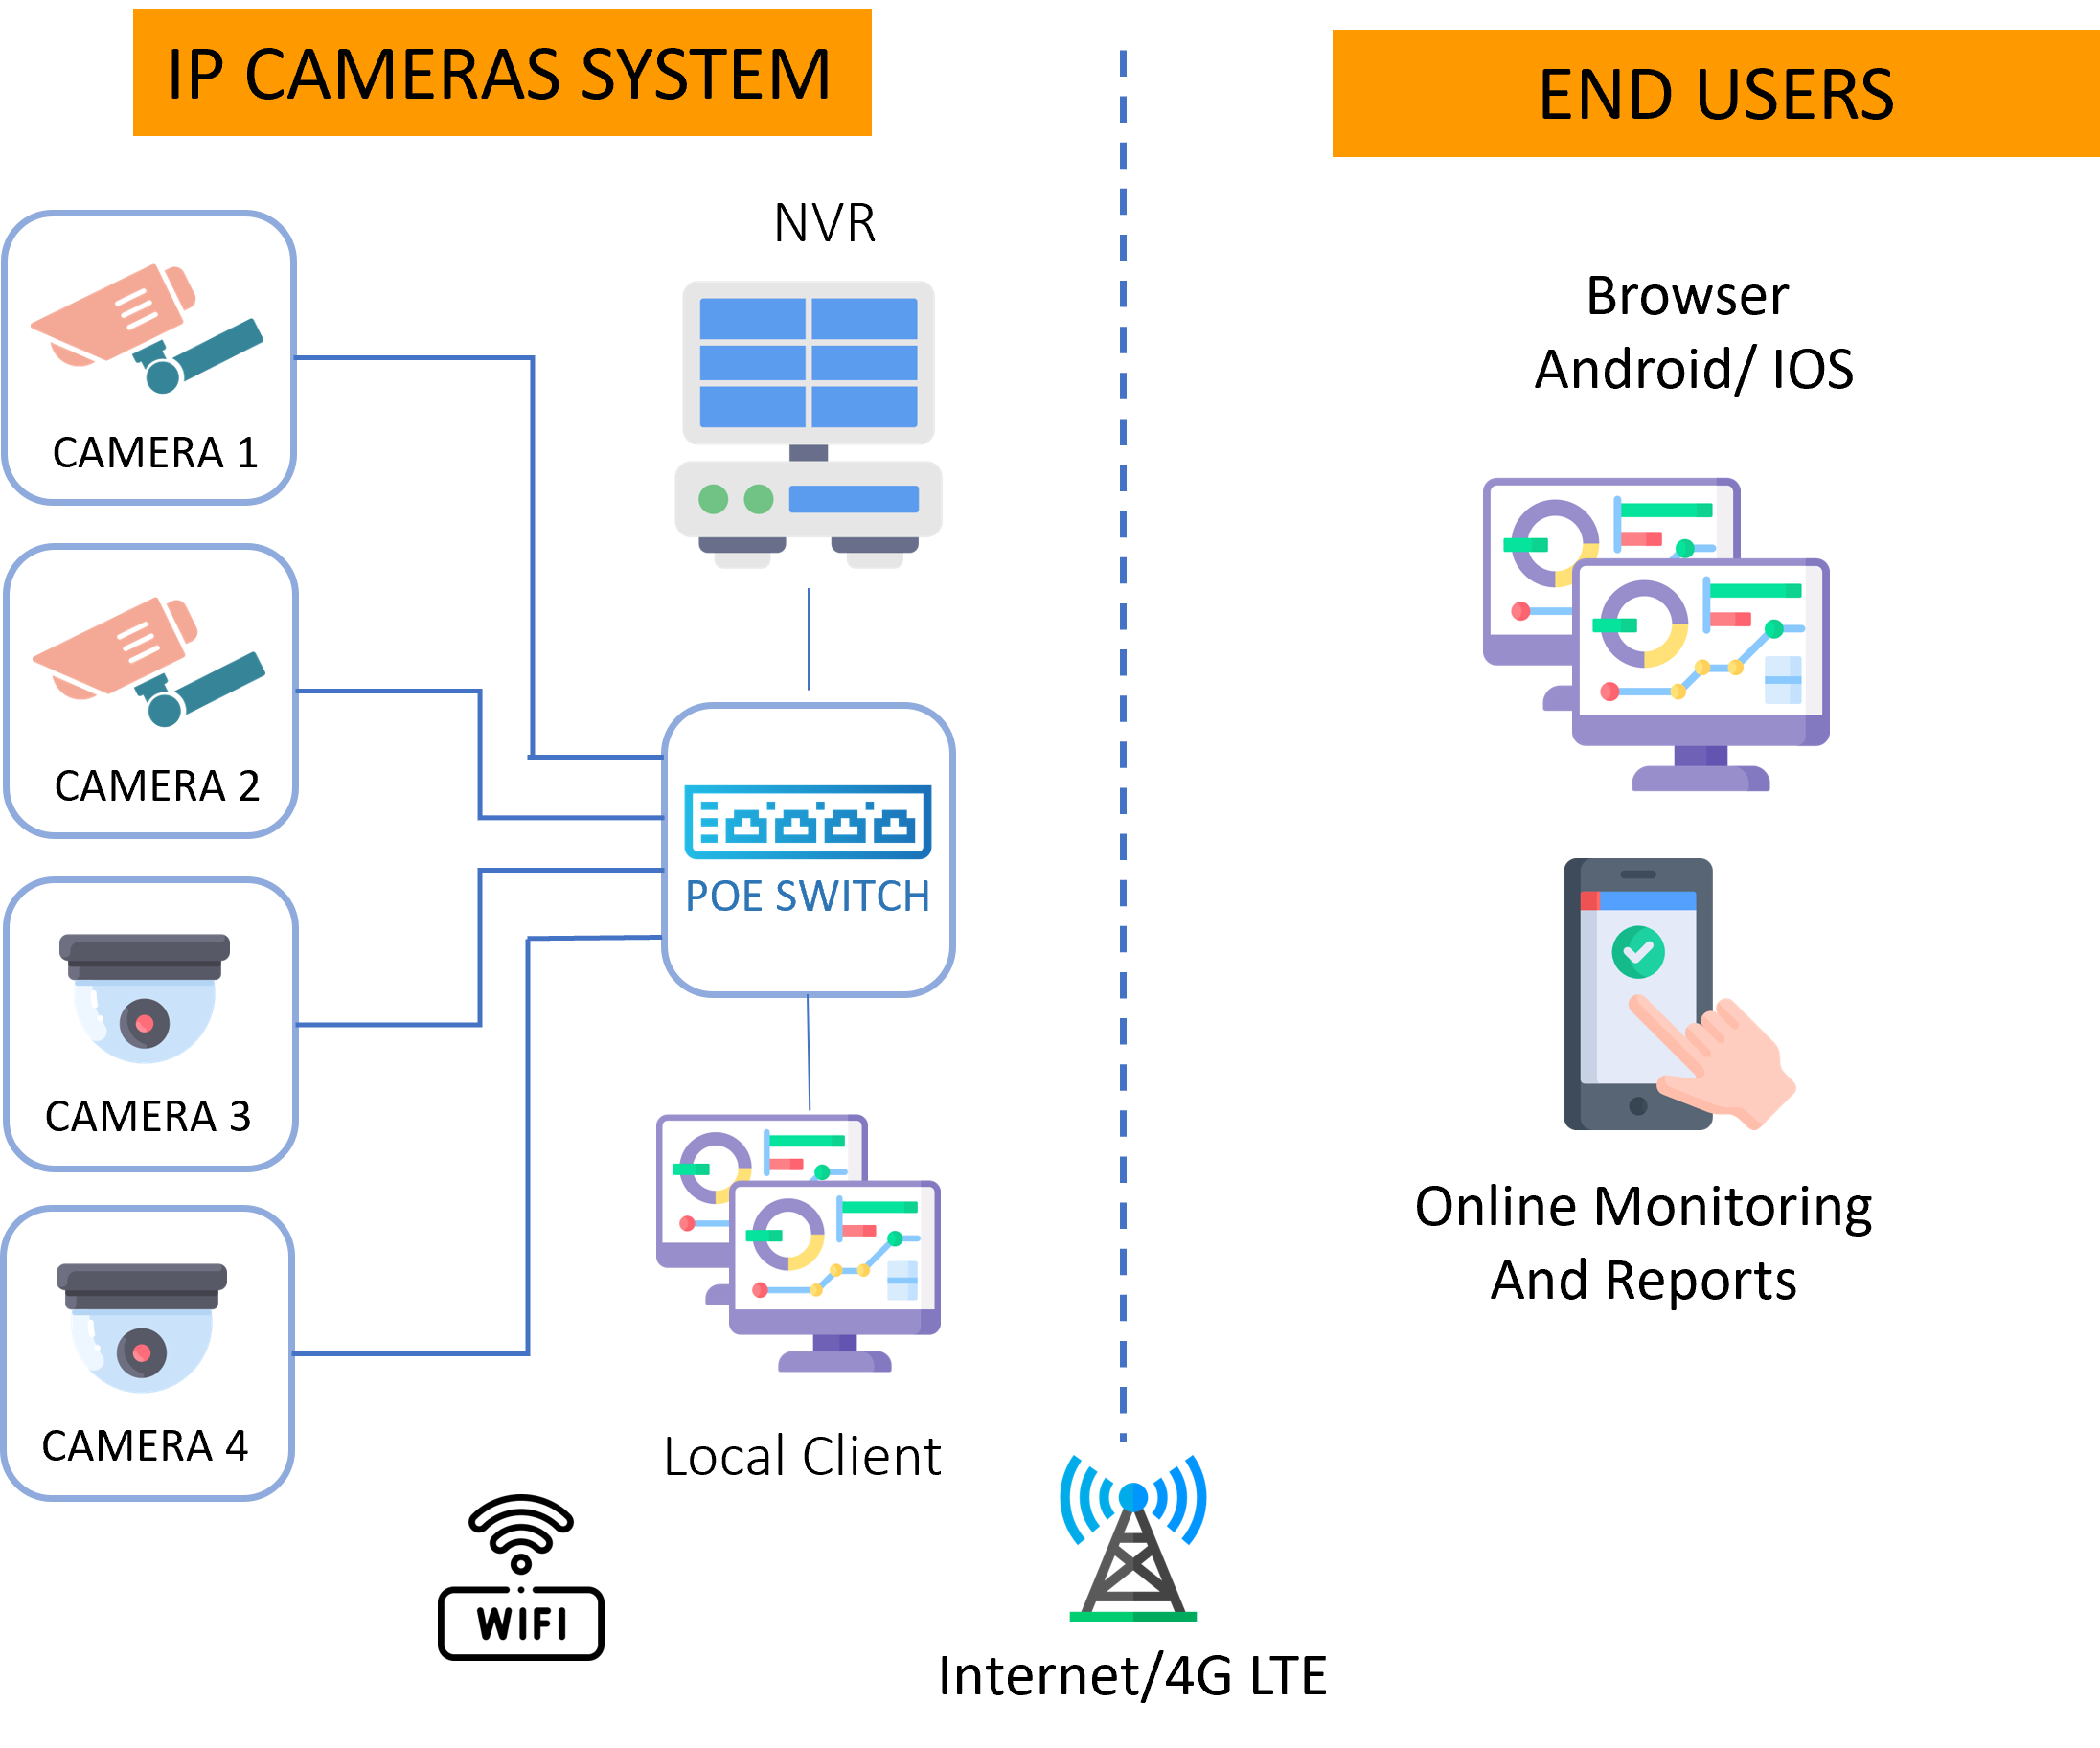 IP CAMERAS SYSTEM
END USERS
NVR
Browser
Android/ IOS
CAMERA 1
CAMERA 2
POE SWITCH
CAMERA 3
Online Monitoring
And Reports
CAMERA 4
Local Client
WIFI
Internet/4G LTE